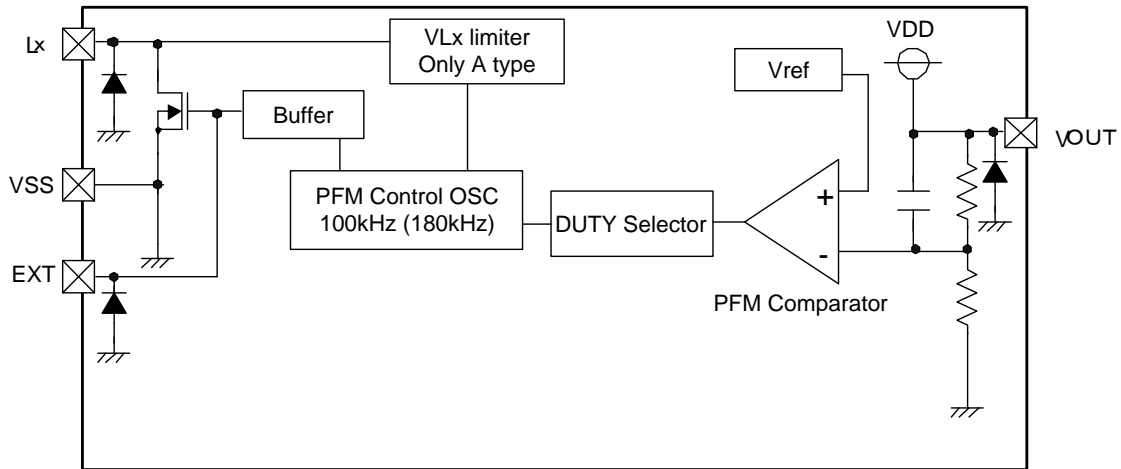 Lx
VLx limiter
Only A type
VDD
Vref
Buffer
VOUT
VSS
PFM Control OSC
100kHz (180kHz)
DUTY Selector
+
-
EXT
PFM Comparator